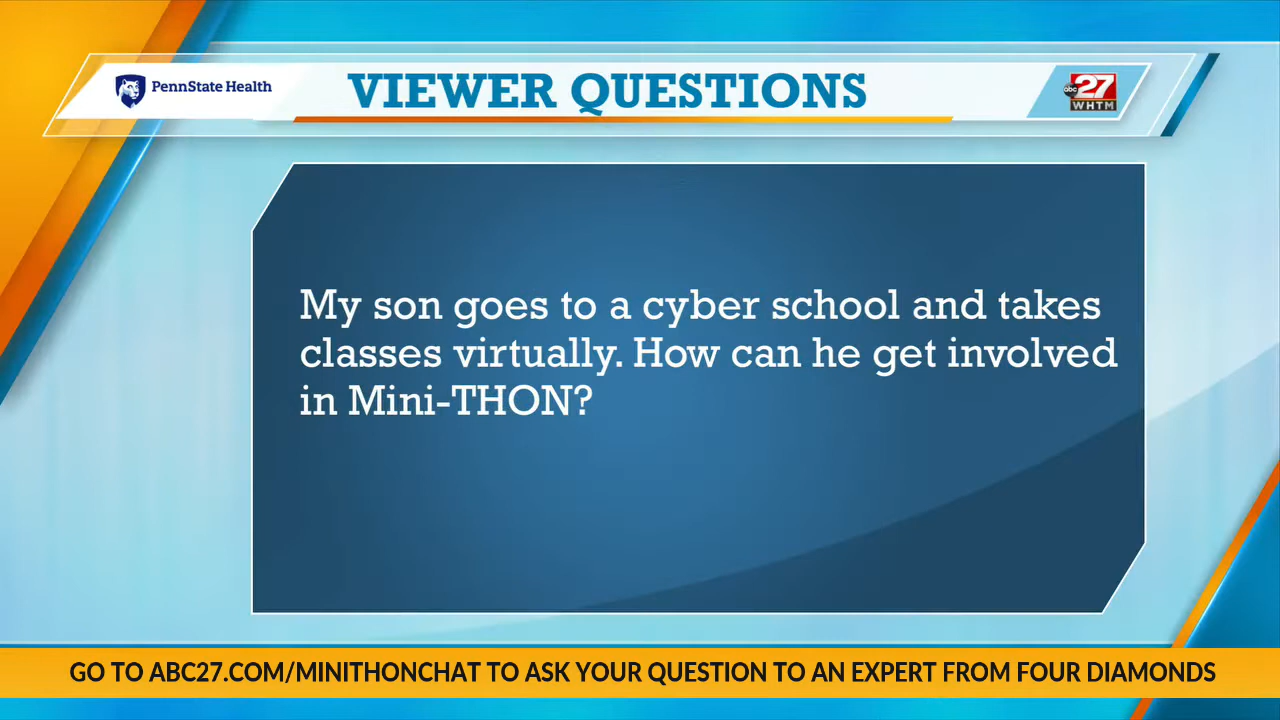 PennState Health
VIEWER QUESTIONS
abc 27
WHTM
My son goes to a cyber school and takes
classes virtually. How can he get involved
in Mini-THON?
GO TO ABC27.COM/MINITHONCHAT TO ASK YOUR QUESTION TO AN EXPERT FROM FOUR DIAMONDS